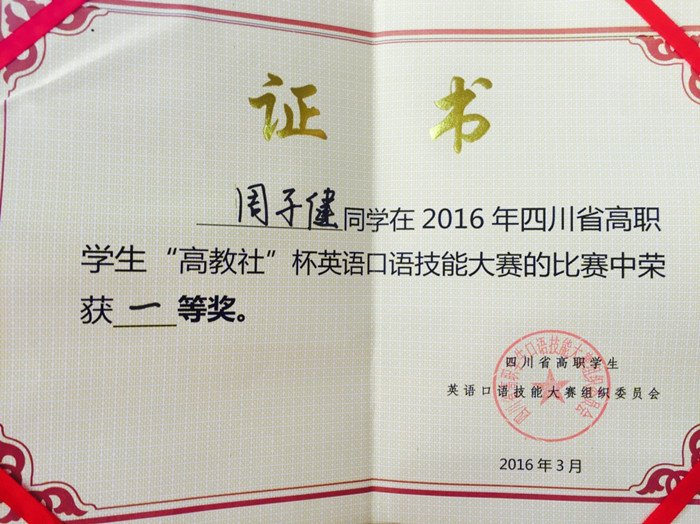 证 书
周子健同学在2016年四川省高职
学生“高教社”杯英语口语技能大赛的比赛中荣
获 一 等奖。
四川省高职学生
英语口语技能大赛组织委员会
2016年3月